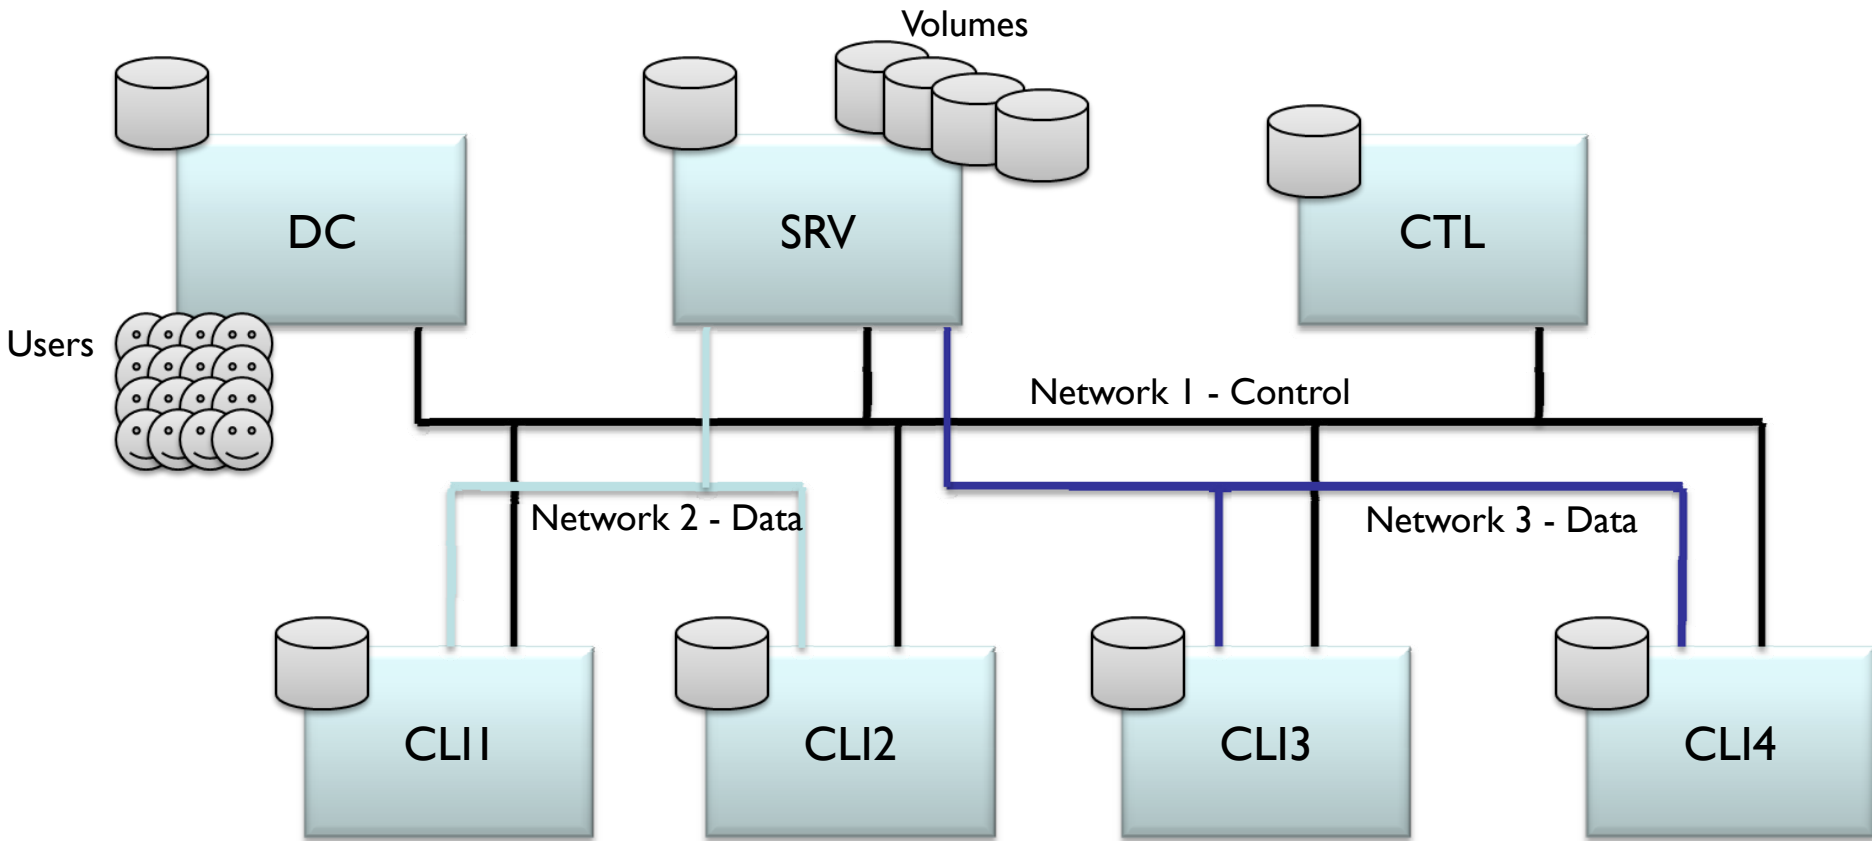 Volumes
DC
SRV
CTL
Users
Network 1 - Control
Network 2 - Data
Network 3 - Data
CLI1
CLI2
CLI3
CLI4